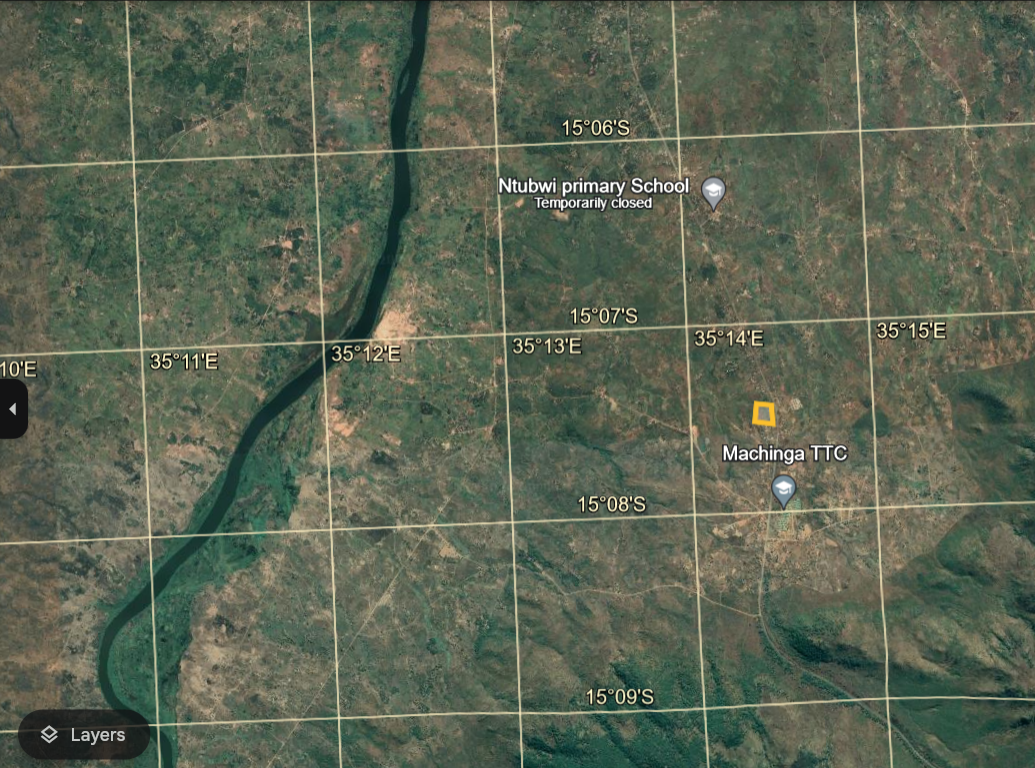 15°06'S
Ntubwi primary School
Temporarily closed
15°07'S
10'E
35°11'E
35°12'E
35°13'E
35°14'E
35°15'E
Machinga TTC
15°08'S
15°09'S
Layers